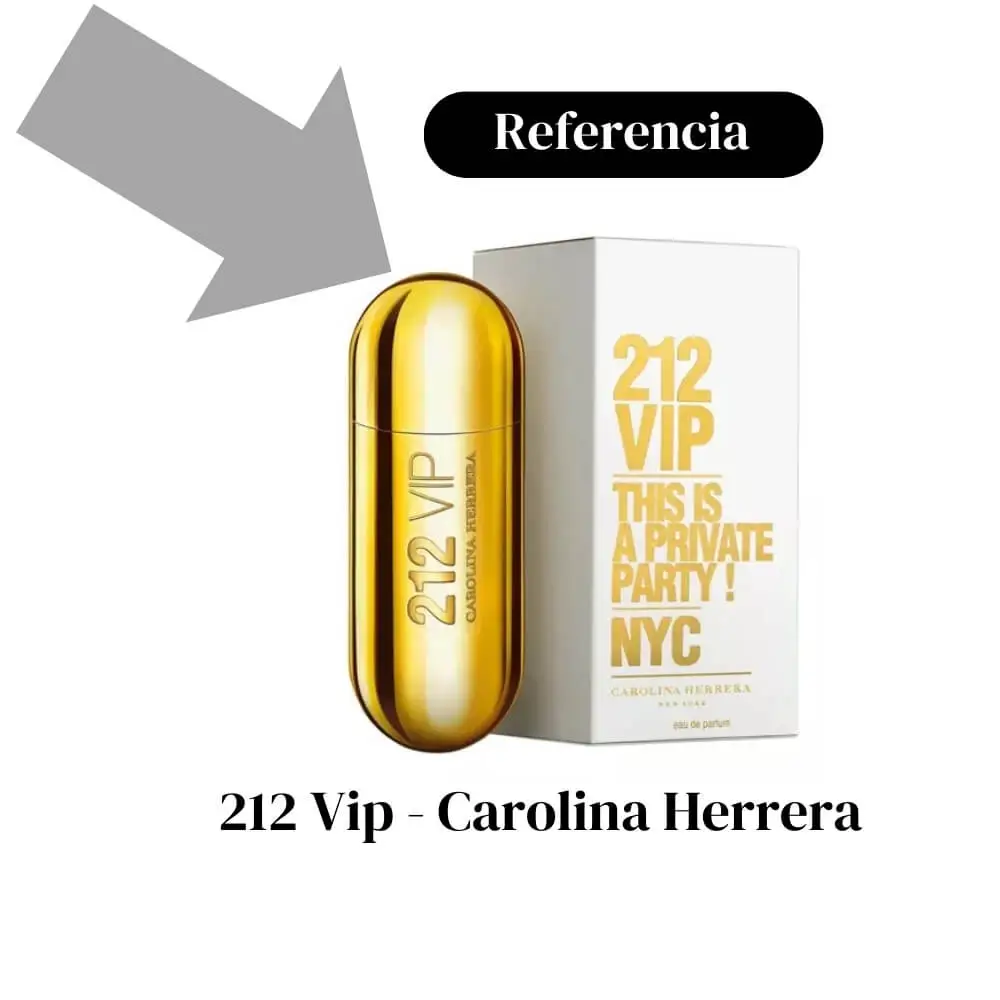 Referencia
212 VIP
CAROLINA HERRERA
212
VIP
THIS IS
A PRIVATE
PARTY !
NYC
CAROLINA HERRERA
NEW YORK
eau de parfum
212 Vip - Carolina Herrera